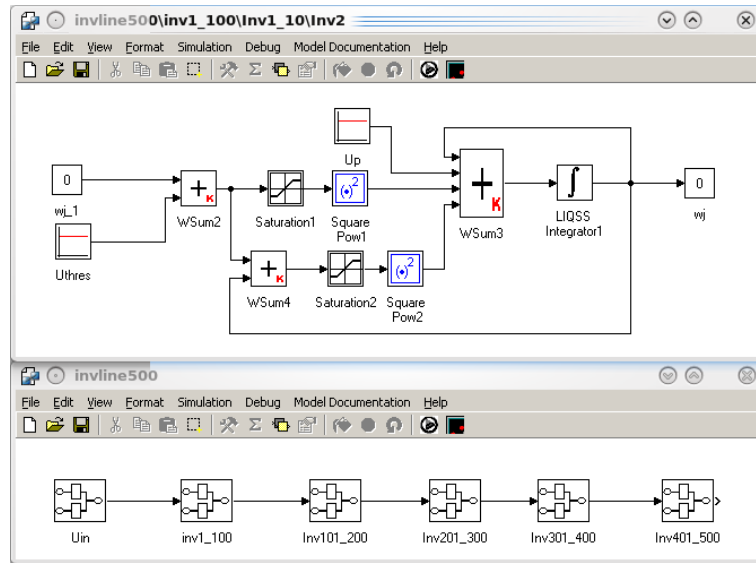 invline500\inv1_100\Inv1_10\Inv2
File Edit View Format Simulation Debug Model Documentation Help
Up
0
wj_1
Uthres
+
K
WSum2
Saturation1
(•)²
Square
Pow1
+
K
WSum3
∫
LIQSS
Integrator1
0
wj
+
K
WSum4
Saturation2
(•)²
Square
Pow2
invline500
File Edit View Format Simulation Debug Model Documentation Help
Uin
inv1_100
Inv101_200
Inv201_300
Inv301_400
Inv401_500